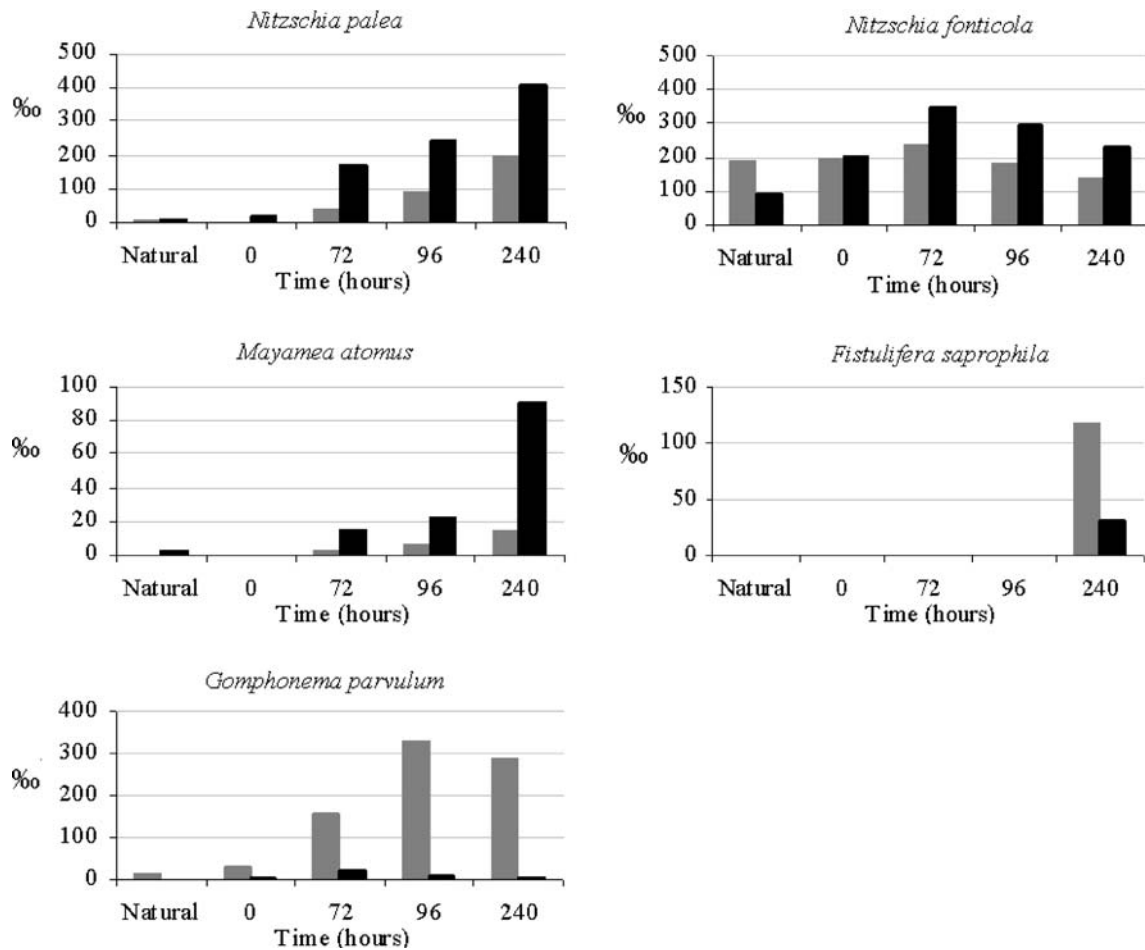 Nitzschia palea
500
400
‰
300
200
100
0
Natural 0 72 96 240
Time (hours)
Nitzschia fonticola
500
400
‰
300
200
100
0
Natural 0 72 96 240
Time (hours)
Mayamea atomus
100
80
‰
60
40
20
0
Natural 0 72 96 240
Time (hours)
Fistulifera saprophila
150
100
‰
50
0
Natural 0 72 96 240
Time (hours)
Gomphonema parvulum
400
300
‰
200
100
0
Natural 0 72 96 240
Time (hours)